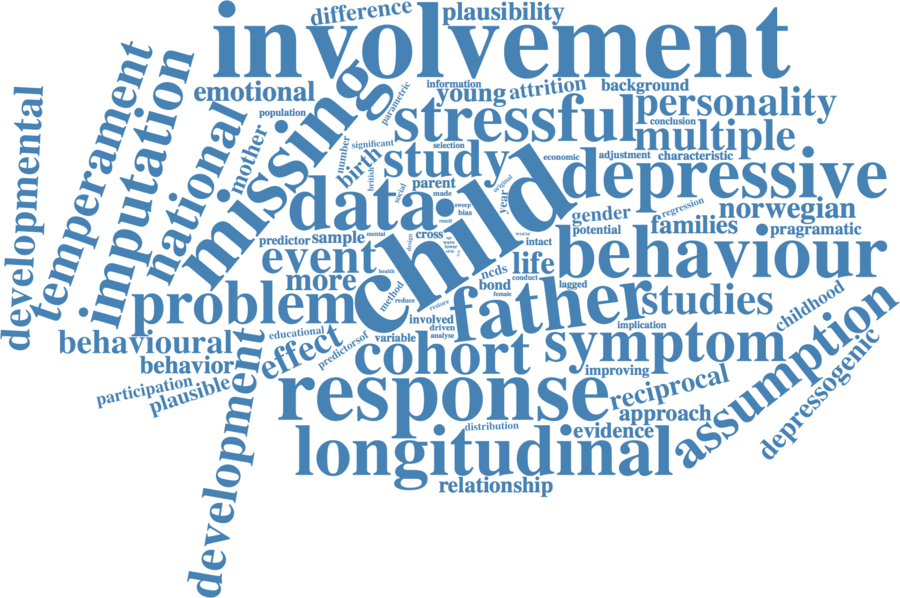 involvement
difference
plausibility
emotional
information
young
attrition
background
personality
population
parametric
stressful
conclusion
multiple
developmental
temperament
imputation
national
mother
missing
number
significant
birth
british
selection
study
economic
adjustment
characteristic
depressive
data
social
parent
made
sweep
bias
original
year
child
gender
regression
norwegian
potential
families
pragramatic
predictor
sample
mental
cross
result
design
worse
intact
event
more
health
life
behaviour
ncds
conduct
bond
lagged
female
problem
method
reduce
restore
father
studies
childhood
involved
driven
analyse
implication
behavioural
educational
effect
predictorsof
variable
cohort
symptom
assumption
behavior
improving
depressogenic
participation
plausible
response
reciprocal
approach
development
distribution
evidence
longitudinal
relationship